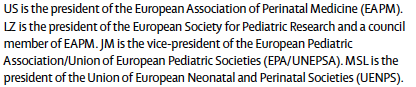 US is the president of the European Association of Perinatal Medicine (EAPM).
LZ is the president of the European Society for Pediatric Research and a council
member of EAPM. JM is the vice-president of the European Pediatric
Association/Union of European Pediatric Societies (EPA/UNEPSA). MSL is the
president of the Union of European Neonatal and Perinatal Societies (UENPS).